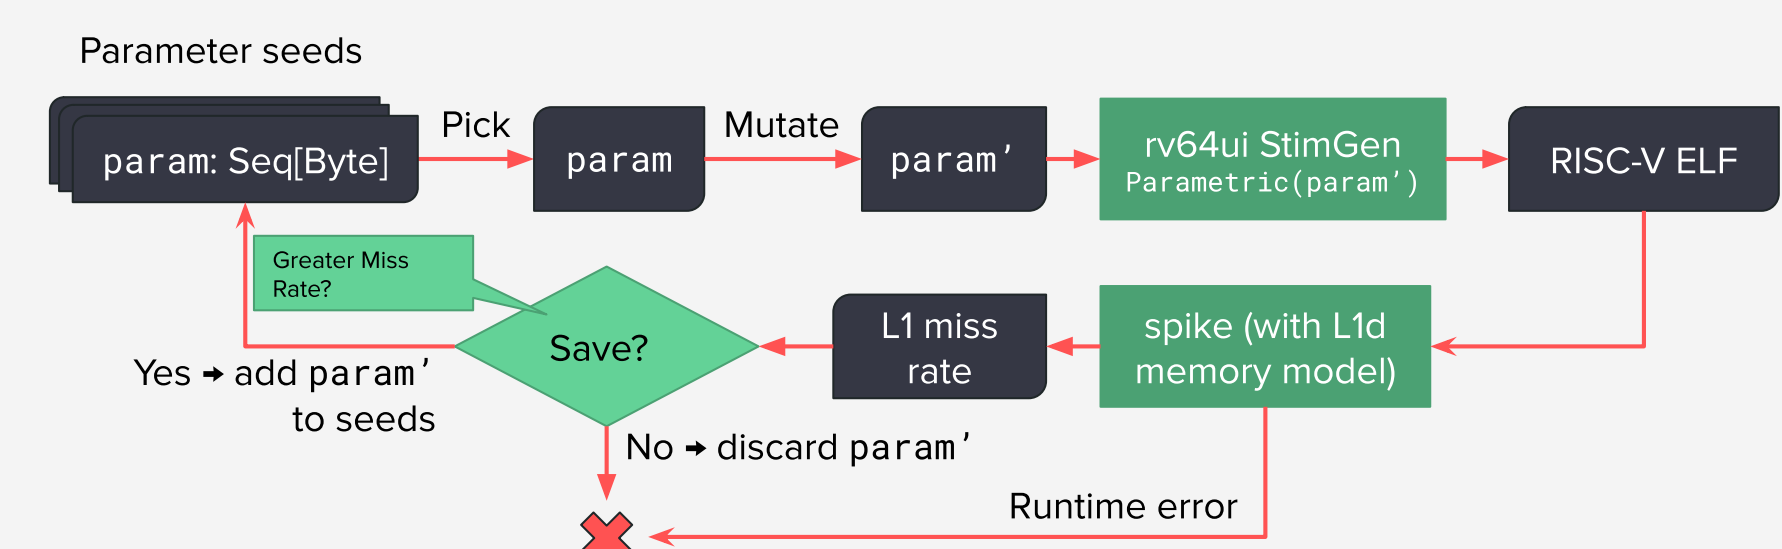 Parameter seeds
param: Seq[Byte]
Pick
param
Mutate
param’
rv64ui StimGen
Parametric(param’)
RISC-V ELF
Greater Miss
Rate?
Save?
L1 miss
rate
spike (with L1d
memory model)
Yes → add param’
to seeds
No → discard param’
Runtime error